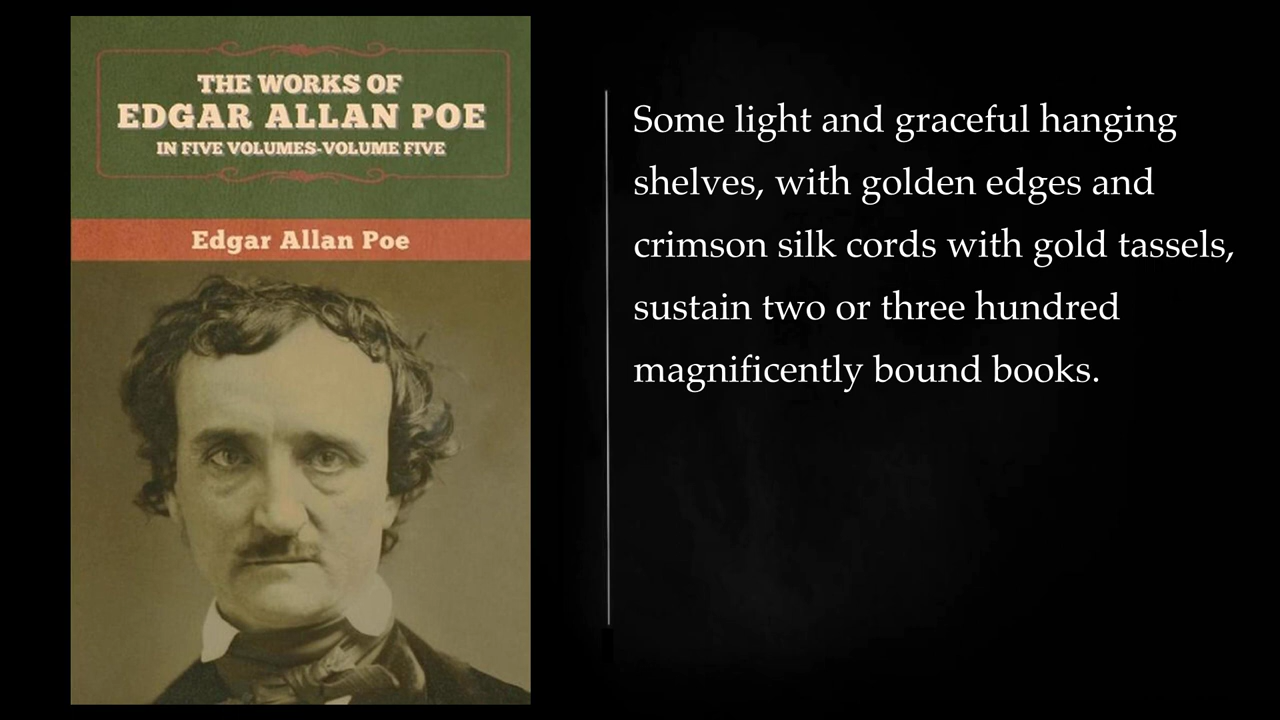 THE WORKS OF
EDGAR ALLAN POE
IN FIVE VOLUMES-VOLUME FIVE
Edgar Allan Poe
Some light and graceful hanging
shelves, with golden edges and
crimson silk cords with gold tassels,
sustain two or three hundred
magnificently bound books.